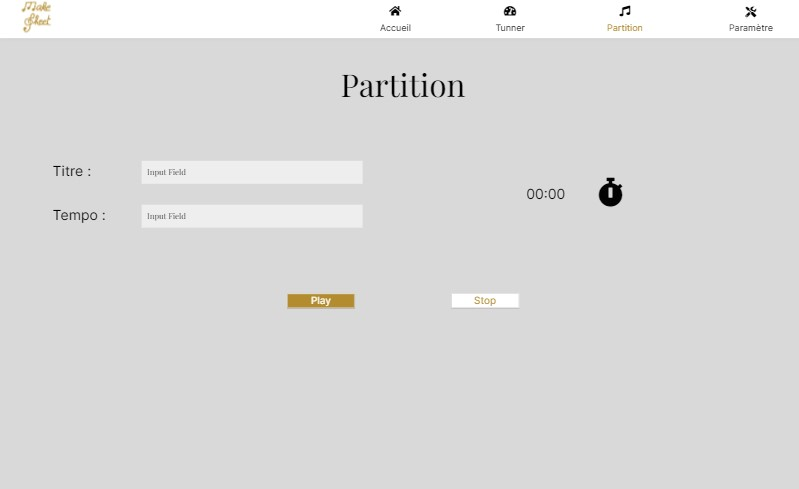 Make
Sheet
Accueil
Tunner
Partition
Paramètre
Partition
Titre :
Input Field
00:00
Tempo :
Input Field
Play
Stop